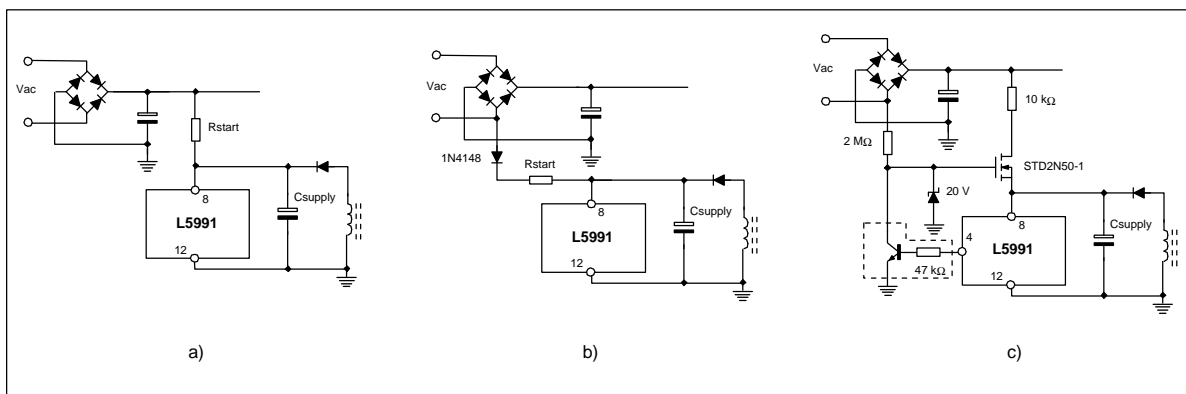 Vac
Rstart
8
L5991
12
Csupply
a)
Vac
1N4148
Rstart
8
L5991
12
Csupply
b)
Vac
10 kΩ
2 MΩ
STD2N50-1
20 V
Csupply
8
4
L5991
12
47 kΩ
c)